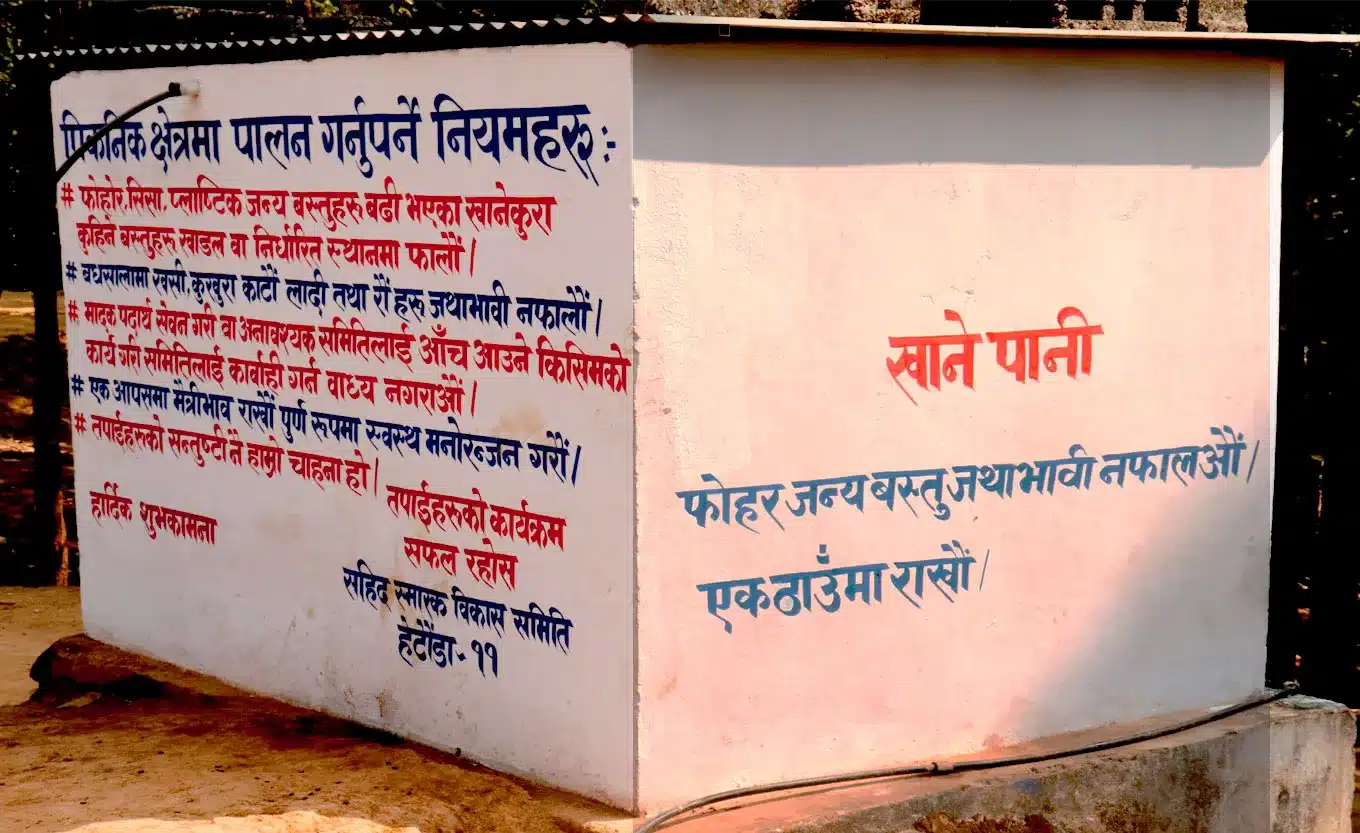 पिकनिक क्षेत्रमा पालन गर्नुपर्ने नियमहरू :-
# फोहोर, सिसा, प्लाष्टिक जन्य बस्तुहरू बढी भएका खानेकुरा
कुहिने बस्तुहरू खाडल वा निर्धारित स्थानमा फालौं ।
# बधसालामा खसी, कुखुरा काटौं लादी तथा रौं हरू जथाभावी नफालौं ।
# मादक पदार्थ सेवन गरी वा अनावश्यक समितिलाई आँच आउने किसिमको
कार्य गरी समितिलाई कार्वाही गर्न वाध्य नगराऔं ।
# एक आपसमा मैत्रीभाव राखौं पुर्ण रूपमा स्वस्थ मनोरन्जन गरौं ।
# तपाईहरूको सन्तुष्टी नै हाम्रो चाहना हो ।
हार्दिक शुभकामना
तपाईहरूको कार्यक्रम
सफल रहोस
सहिद स्मारक विकास समिति
हेटौंडा - ११
खाने पानी
फोहर जन्य बस्तु जथाभावी नफालऔं ।
एक ठाउँमा राखौं ।